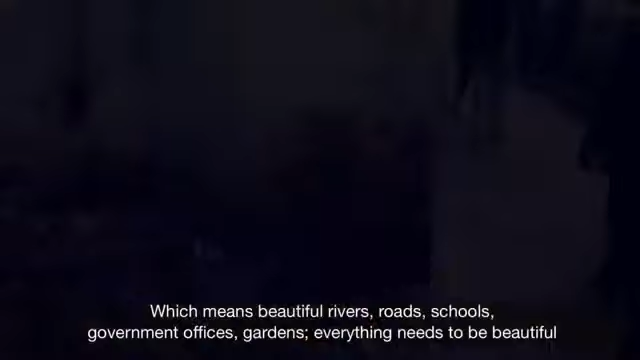 Which means beautiful rivers, roads, schools,
government offices, gardens; everything needs to be beautiful